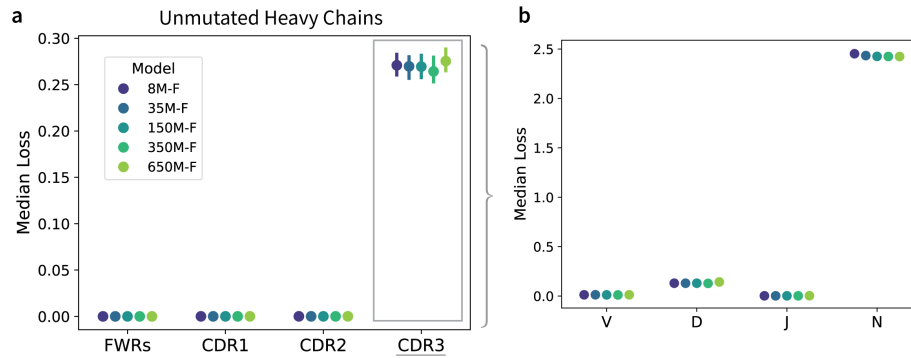 a
Unmutated Heavy Chains
Median Loss
0.30
0.25
0.20
0.15
0.10
0.05
0.00
Model
8M-F
35M-F
150M-F
350M-F
650M-F
FWRs CDR1 CDR2 CDR3
b
Median Loss
2.5
2.0
1.5
1.0
0.5
0.0
V D J N